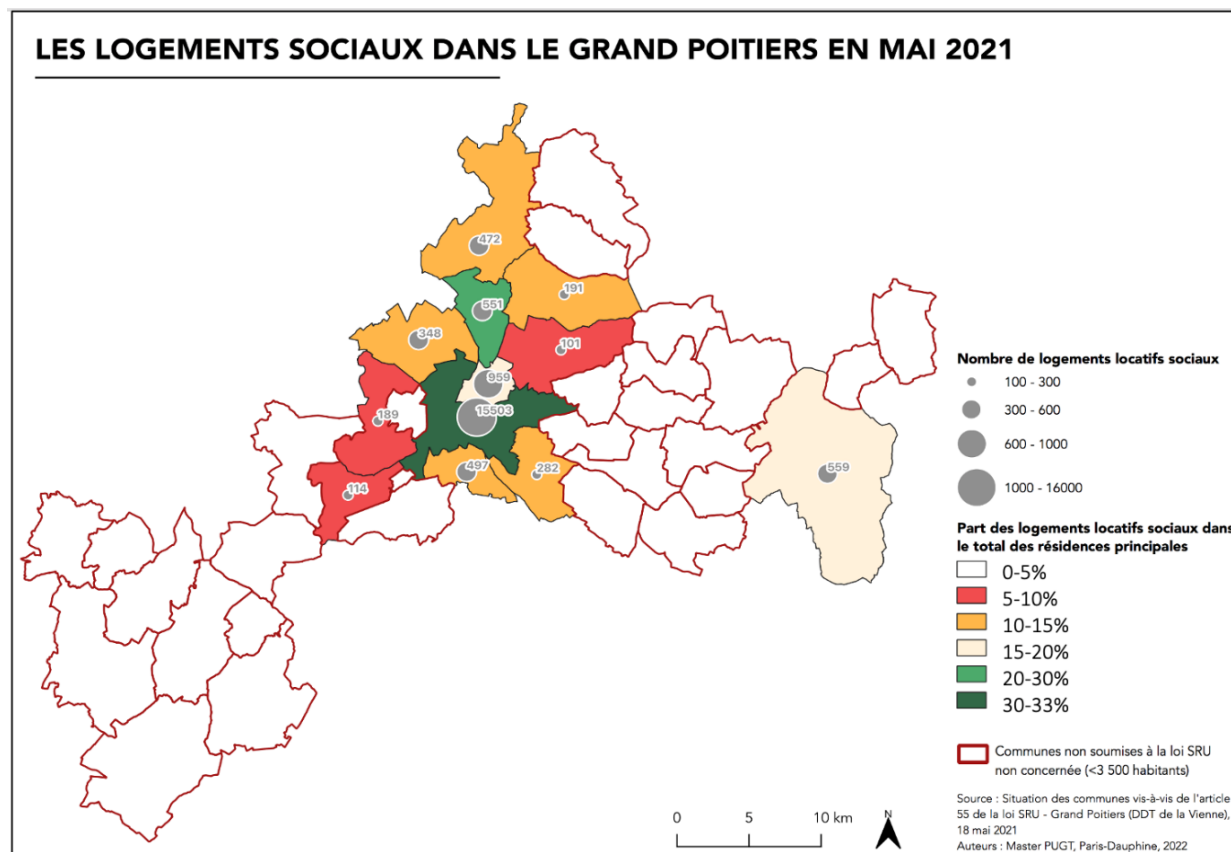 LES LOGEMENTS SOCIAUX DANS LE GRAND POITIERS EN MAI 2021
472
191
551
348
101
959
15503
189
497
282
114
559
Nombre de logements locatifs sociaux
100 - 300
300 - 600
600 - 1000
1000 - 16000
Part des logements locatifs sociaux dans
le total des résidences principales
0-5%
5-10%
10-15%
15-20%
20-30%
30-33%
Communes non soumises à la loi SRU
non concernée (<3 500 habitants)
0 5 10 km
N
Source : Situation des communes vis-à-vis de l'article
55 de la loi SRU - Grand Poitiers (DDT de la Vienne),
18 mai 2021
Auteurs : Master PUGT, Paris-Dauphine, 2022